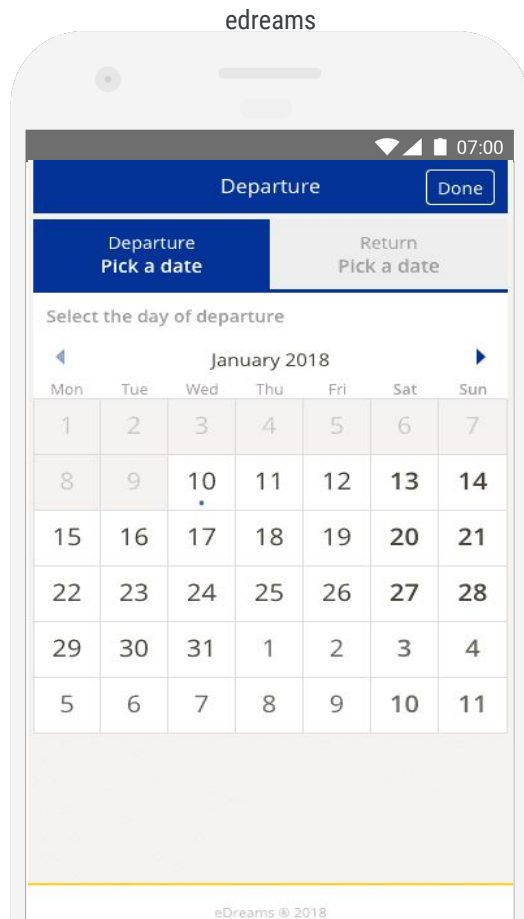 edreams
07:00
Departure Done
Departure Return
Pick a date Pick a date
Select the day of departure
January 2018
Mon Tue Wed Thu Fri Sat Sun
1 2 3 4 5 6 7
8 9 10 11 12 13 14
15 16 17 18 19 20 21
22 23 24 25 26 27 28
29 30 31 1 2 3 4
5 6 7 8 9 10 11
eDreams ® 2018